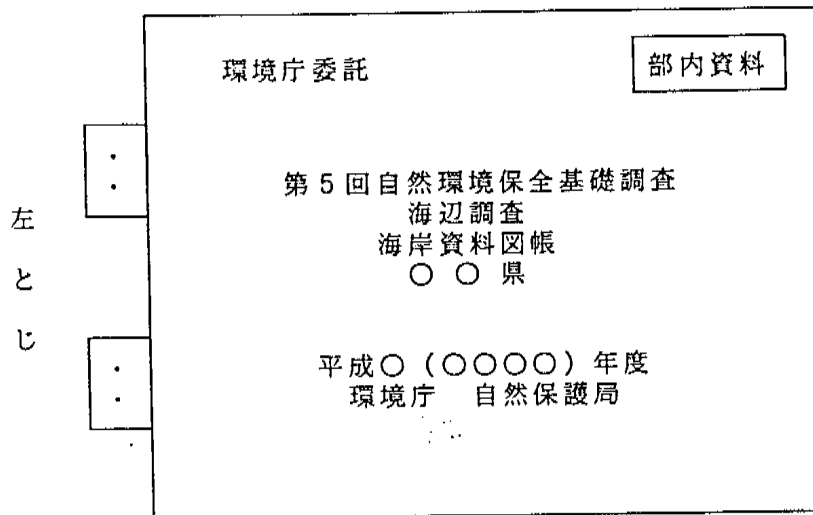 環境庁委託
部内資料
第5回自然環境保全基礎調査
海辺調査
海岸資料図帳
○ ○ 県
平成○(○○○○)年度
環境庁 自然保護局
左とじ